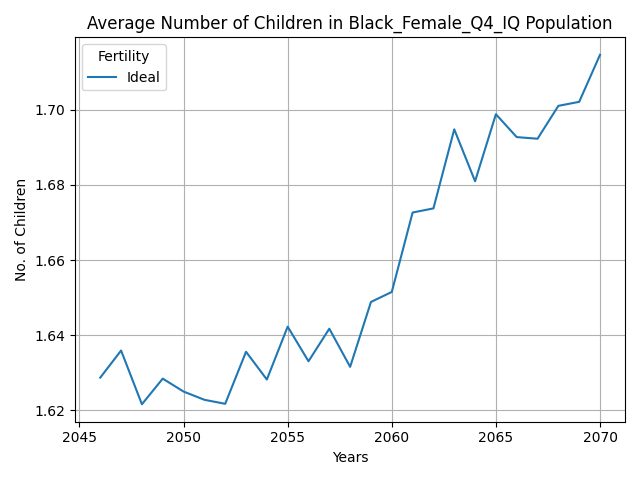 Average Number of Children in Black_Female_Q4_IQ Population
Fertility
Ideal
No. of Children
1.70
1.68
1.66
1.64
1.62
2045 2050 2055 2060 2065 2070
Years